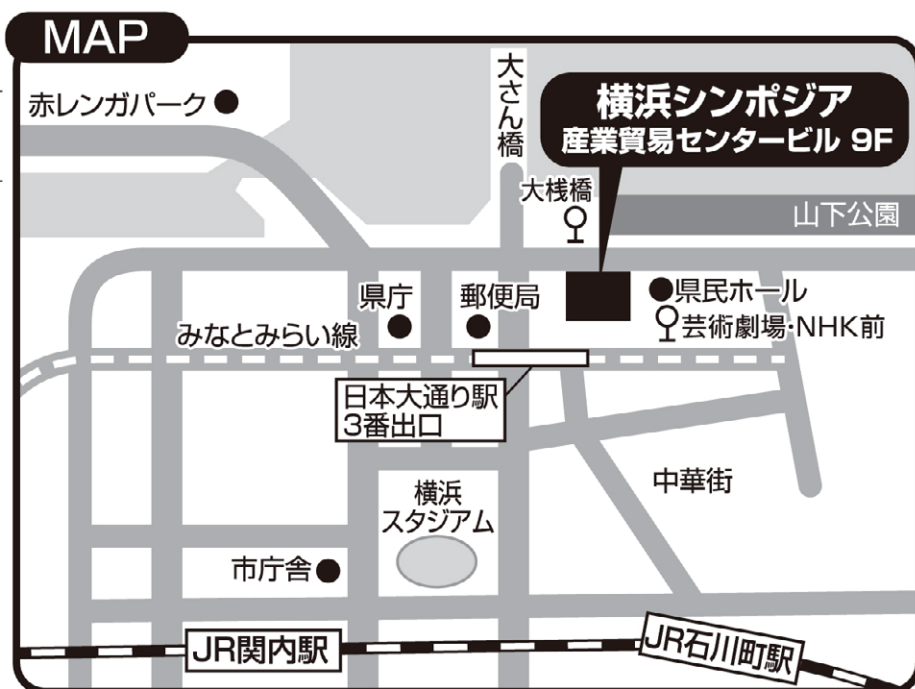 MAP
赤レンガパーク
大さん橋
横浜シンポジア
産業貿易センタービル 9F
大桟橋
山下公園
県庁
郵便局
県民ホール
芸術劇場・NHK前
みなとみらい線
日本大通り駅
3番出口
中華街
横浜
スタジアム
市庁舎
JR関内駅
JR石川町駅